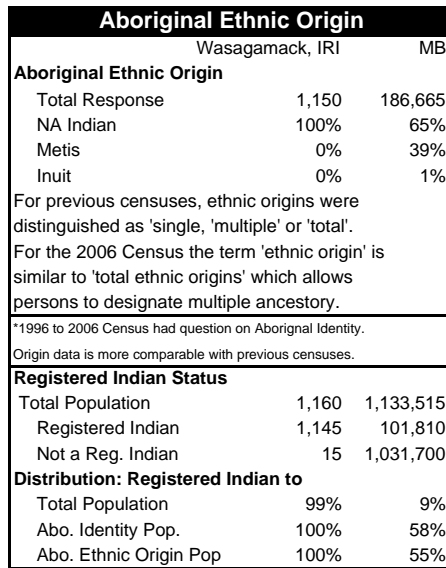 Aboriginal Ethnic Origin
Wasagamack, IRI MB
Aboriginal Ethnic Origin
Total Response 1,150 186,665
NA Indian 100% 65%
Metis 0% 39%
Inuit 0% 1%
For previous censuses, ethnic origins were
distinguished as 'single, 'multiple' or 'total'.
For the 2006 Census the term 'ethnic origin' is
similar to 'total ethnic origins' which allows
persons to designate multiple ancestory.
*1996 to 2006 Census had question on Aborignal Identity.
Origin data is more comparable with previous censuses.
Registered Indian Status
Total Population 1,160 1,133,515
Registered Indian 1,145 101,810
Not a Reg. Indian 15 1,031,700
Distribution: Registered Indian to
Total Population 99% 9%
Abo. Identity Pop. 100% 58%
Abo. Ethnic Origin Pop 100% 55%